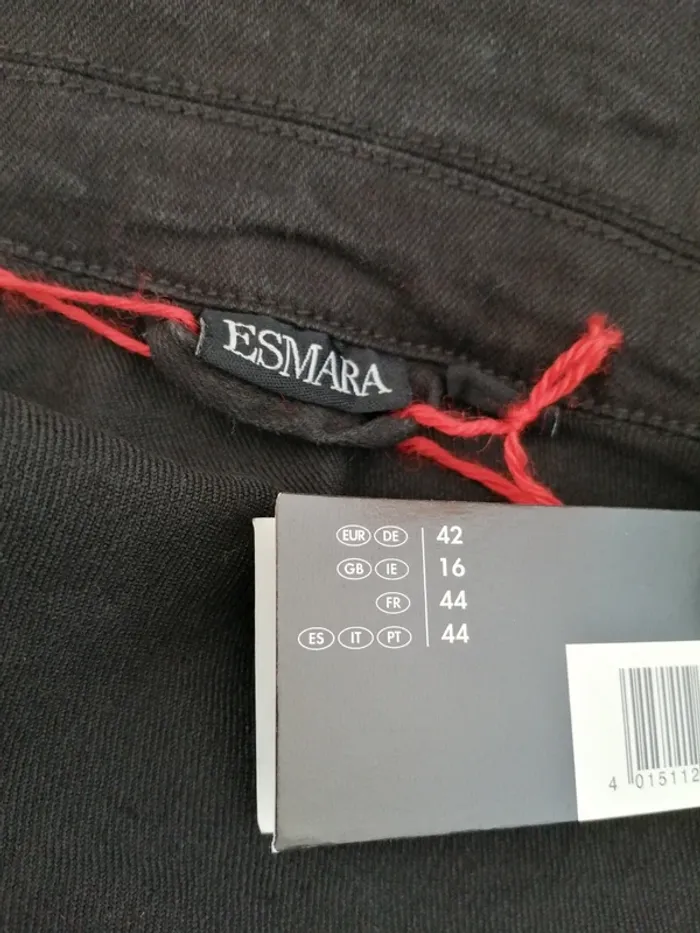 ESMARA
EUR DE 42
GB IE 16
FR 44
ES IT PT 44
4 015112